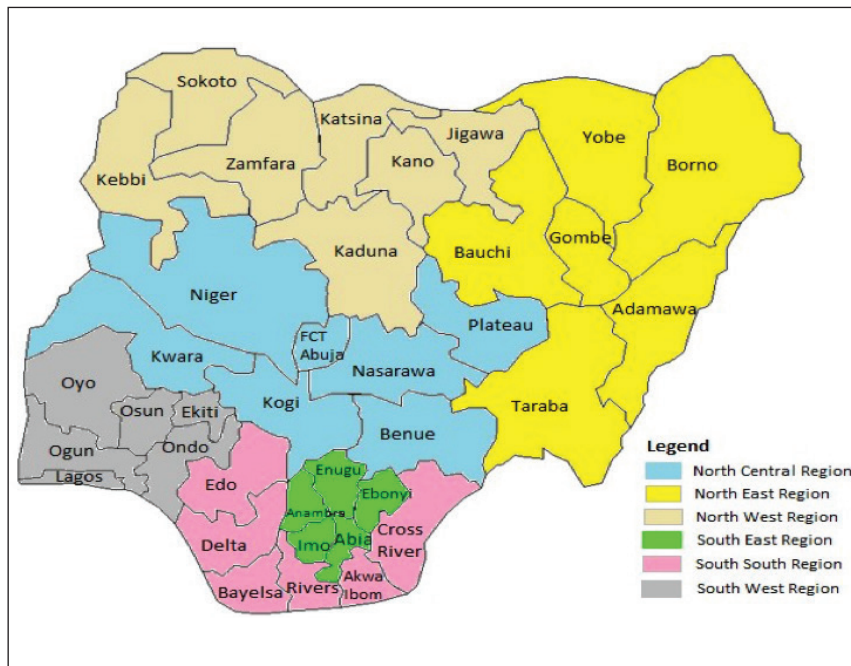 Sokoto
Katsina
Jigawa
Yobe
Kebbi
Zamfara
Kano
Borno
Kaduna
Bauchi
Gombe
Niger
Adamawa
FCT
Abuja
Plateau
Kwara
Nasarawa
Oyo
Kogi
Taraba
Osun
Ekiti
Benue
Ogun
Ondo
Lagos
Edo
Enugu
Ebonyi
Anambra
Delta
Imo
Abia
Cross
River
Bayelsa
Rivers
Akwa
Ibom
Legend
North Central Region
North East Region
North West Region
South East Region
South South Region
South West Region